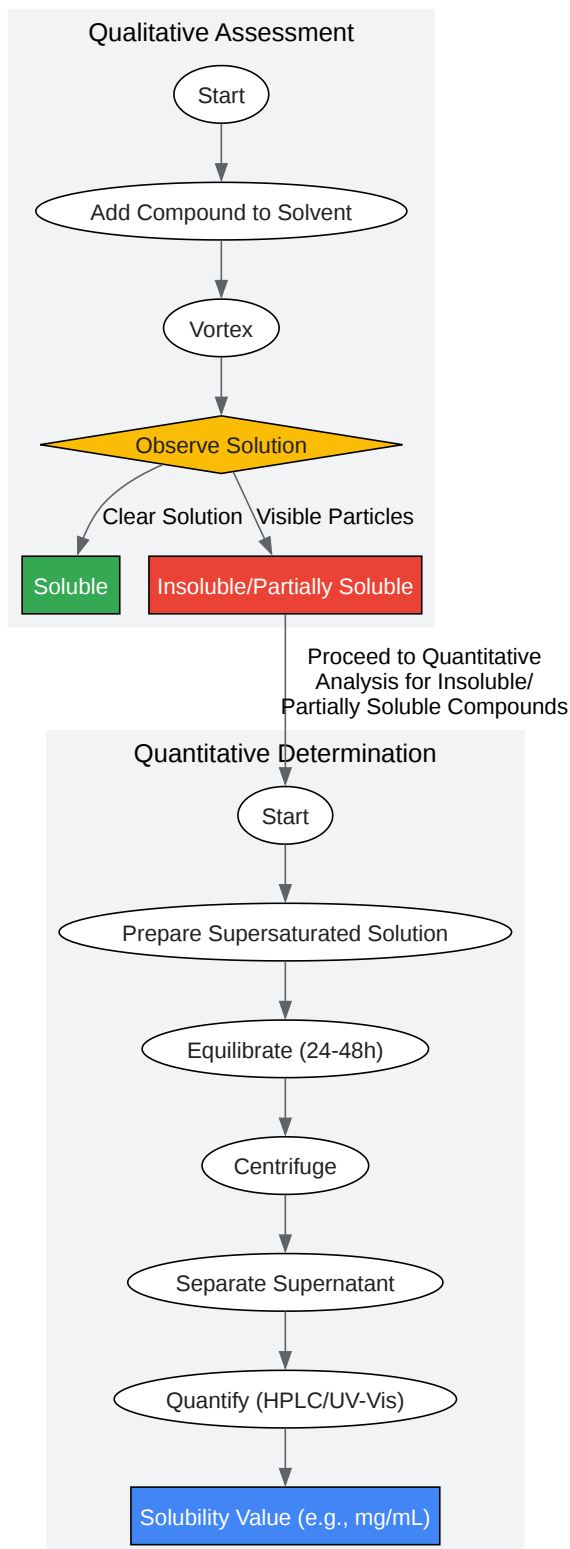 Qualitative Assessment
Start
Add Compound to Solvent
Vortex
Observe Solution
Clear Solution
Visible Particles
Soluble
Insoluble/Partially Soluble
Proceed to Quantitative
Analysis for Insoluble/
Partially Soluble Compounds
Quantitative Determination
Start
Prepare Supersaturated Solution
Equilibrate (24-48h)
Centrifuge
Separate Supernatant
Quantify (HPLC/UV-Vis)
Solubility Value (e.g., mg/mL)